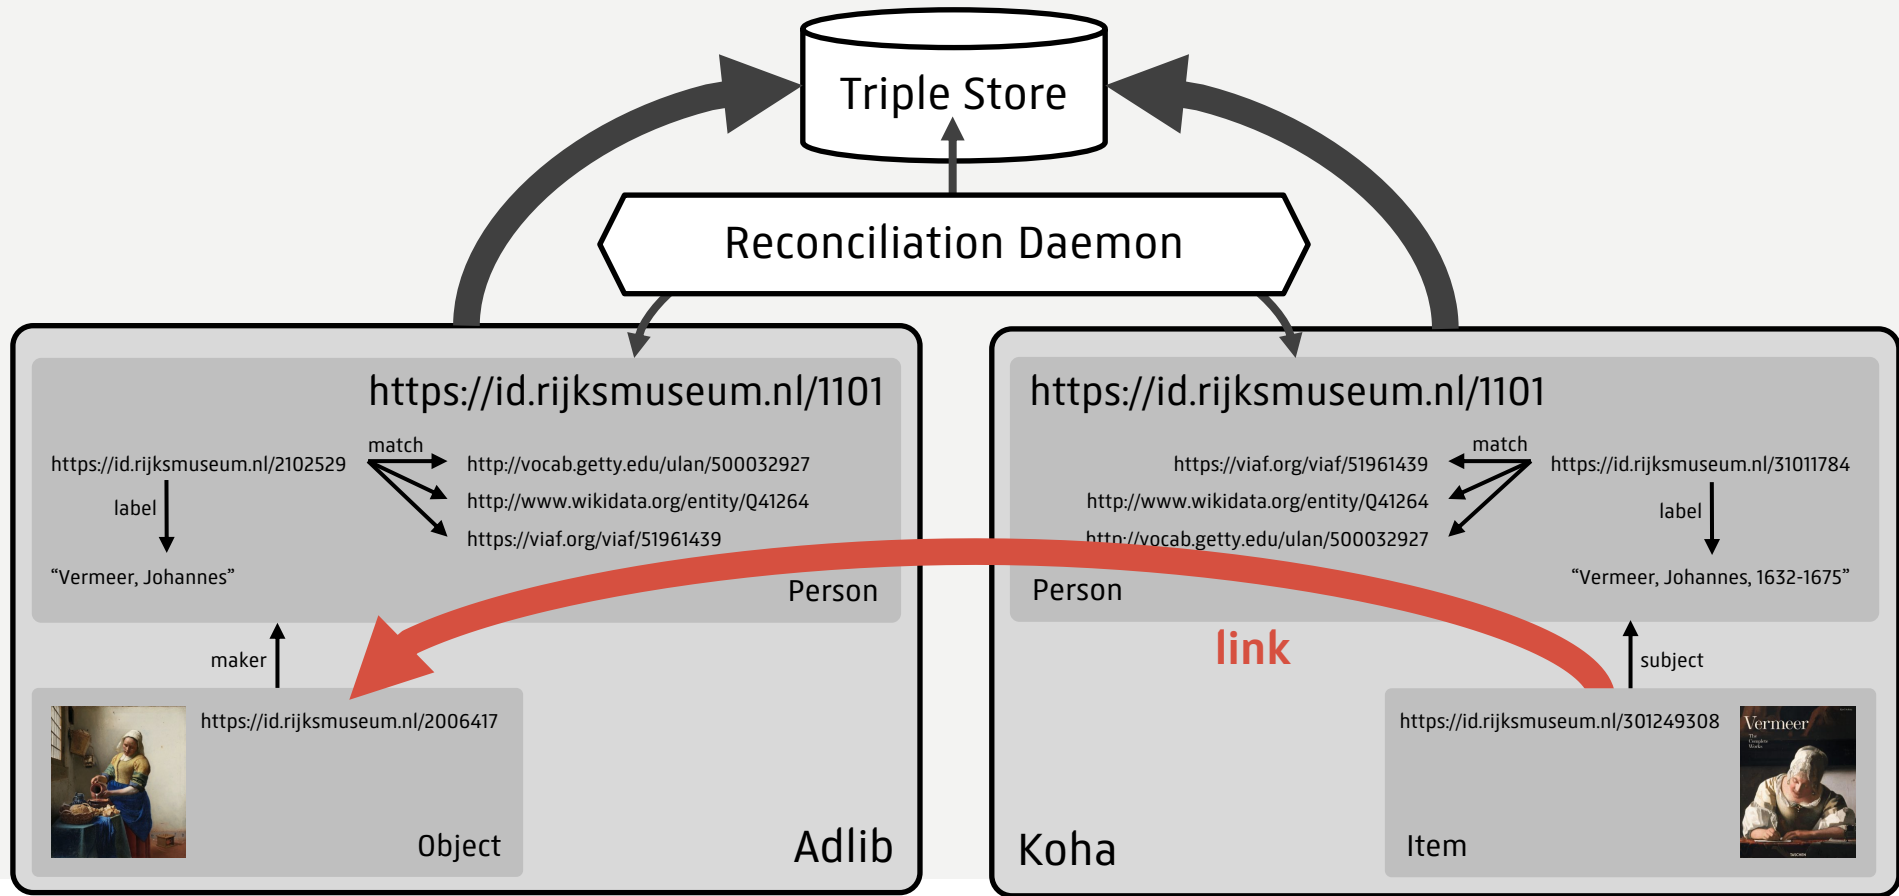 Triple Store
Reconciliation Daemon
https://id.rijksmuseum.nl/1101
https://id.rijksmuseum.nl/2102529
match
http://vocab.getty.edu/ulan/500032927
http://www.wikidata.org/entity/Q41264
https://viaf.org/viaf/51961439
label
“Vermeer, Johannes”
Person
maker
https://id.rijksmuseum.nl/2006417
Object
Adlib
https://id.rijksmuseum.nl/1101
https://viaf.org/viaf/51961439
http://www.wikidata.org/entity/Q41264
http://vocab.getty.edu/ulan/500032927
match
https://id.rijksmuseum.nl/31011784
label
“Vermeer, Johannes, 1632-1675”
Person
link
subject
https://id.rijksmuseum.nl/301249308
Vermeer
The
Complete
Works
TASCHEN
Item
Koha